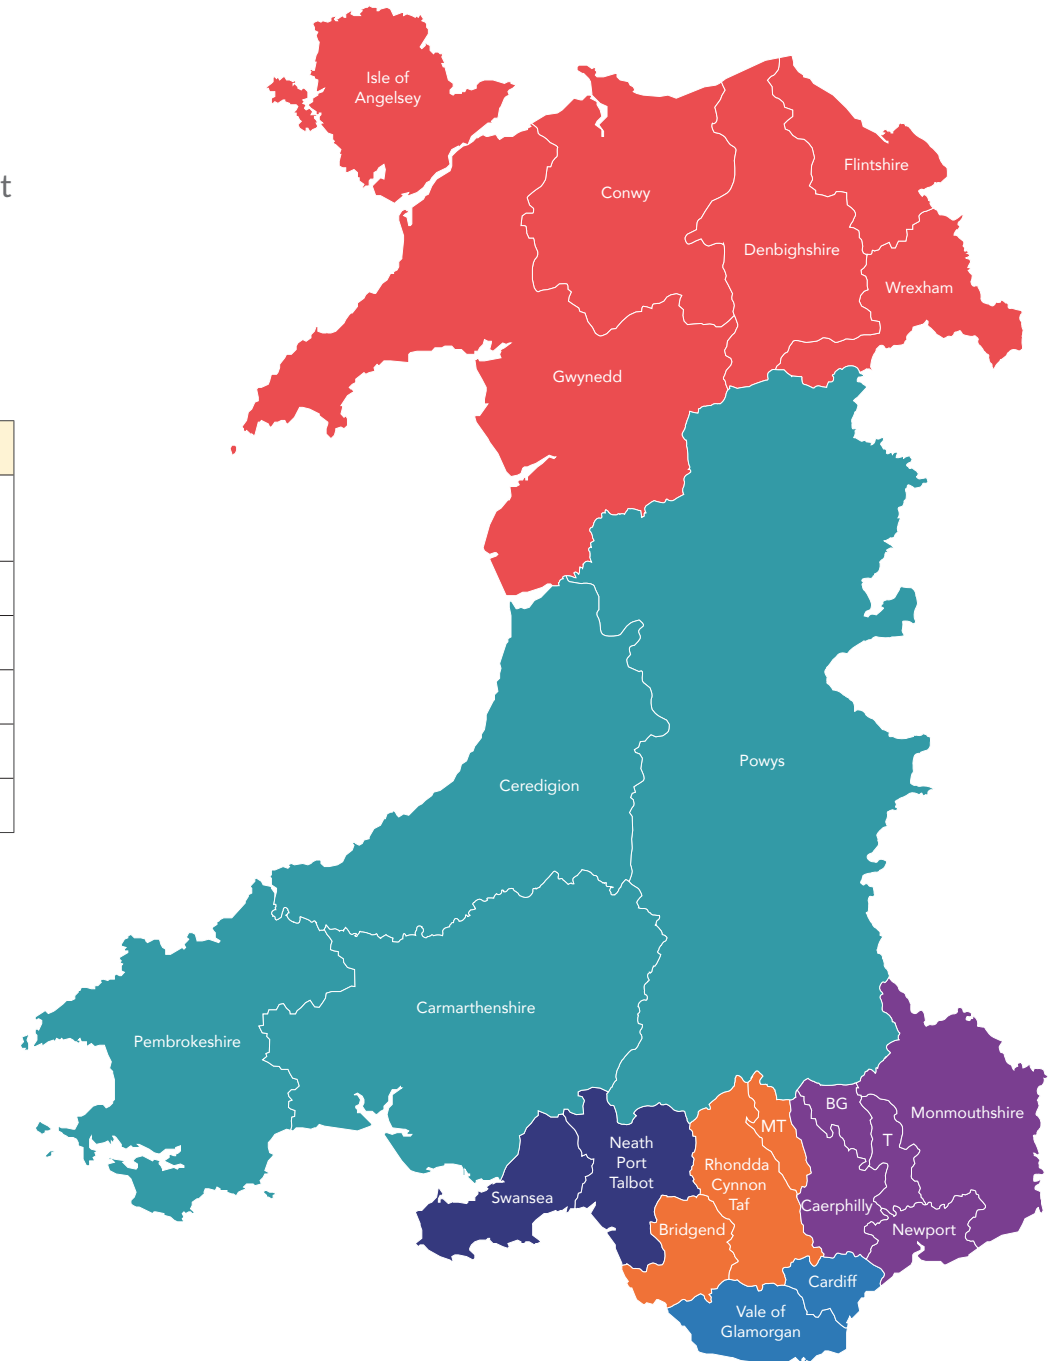 Isle of
Angelsey
t
Flintshire
Conwy
Denbighshire
Wrexham
Gwynedd
Powys
Ceredigion
Carmarthenshire
Pembrokeshire
BG
Monmouthshire
MT
T
Neath
Port
Talbot
Rhondda
Cynnon
Taf
Swansea
Caerphilly
Bridgend
Newport
Cardiff
Vale of
Glamorgan